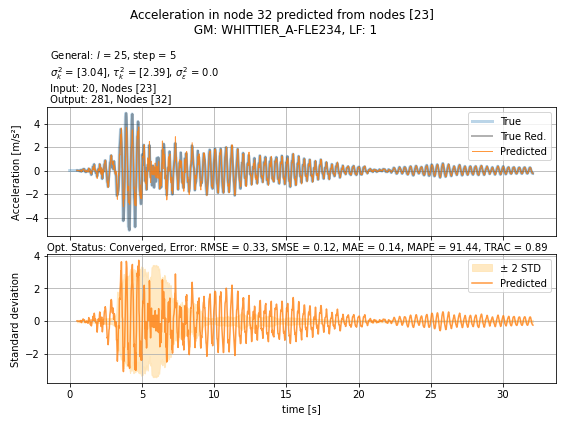 Acceleration in node 32 predicted from nodes [23]
GM: WHITTIER_A-FLE234, LF: 1
General: l = 25, step = 5
σ²ₖ = [3.04], τ²ₖ = [2.39], σ²ε = 0.0
Input: 20, Nodes [23]
Output: 281, Nodes [32]
Acceleration [m/s²]
4
2
0
−2
−4
True
True Red.
Predicted
Opt. Status: Converged, Error: RMSE = 0.33, SMSE = 0.12, MAE = 0.14, MAPE = 91.44, TRAC = 0.89
Standard deviation
4
2
0
−2
± 2 STD
Predicted
0 5 10 15 20 25 30
time [s]